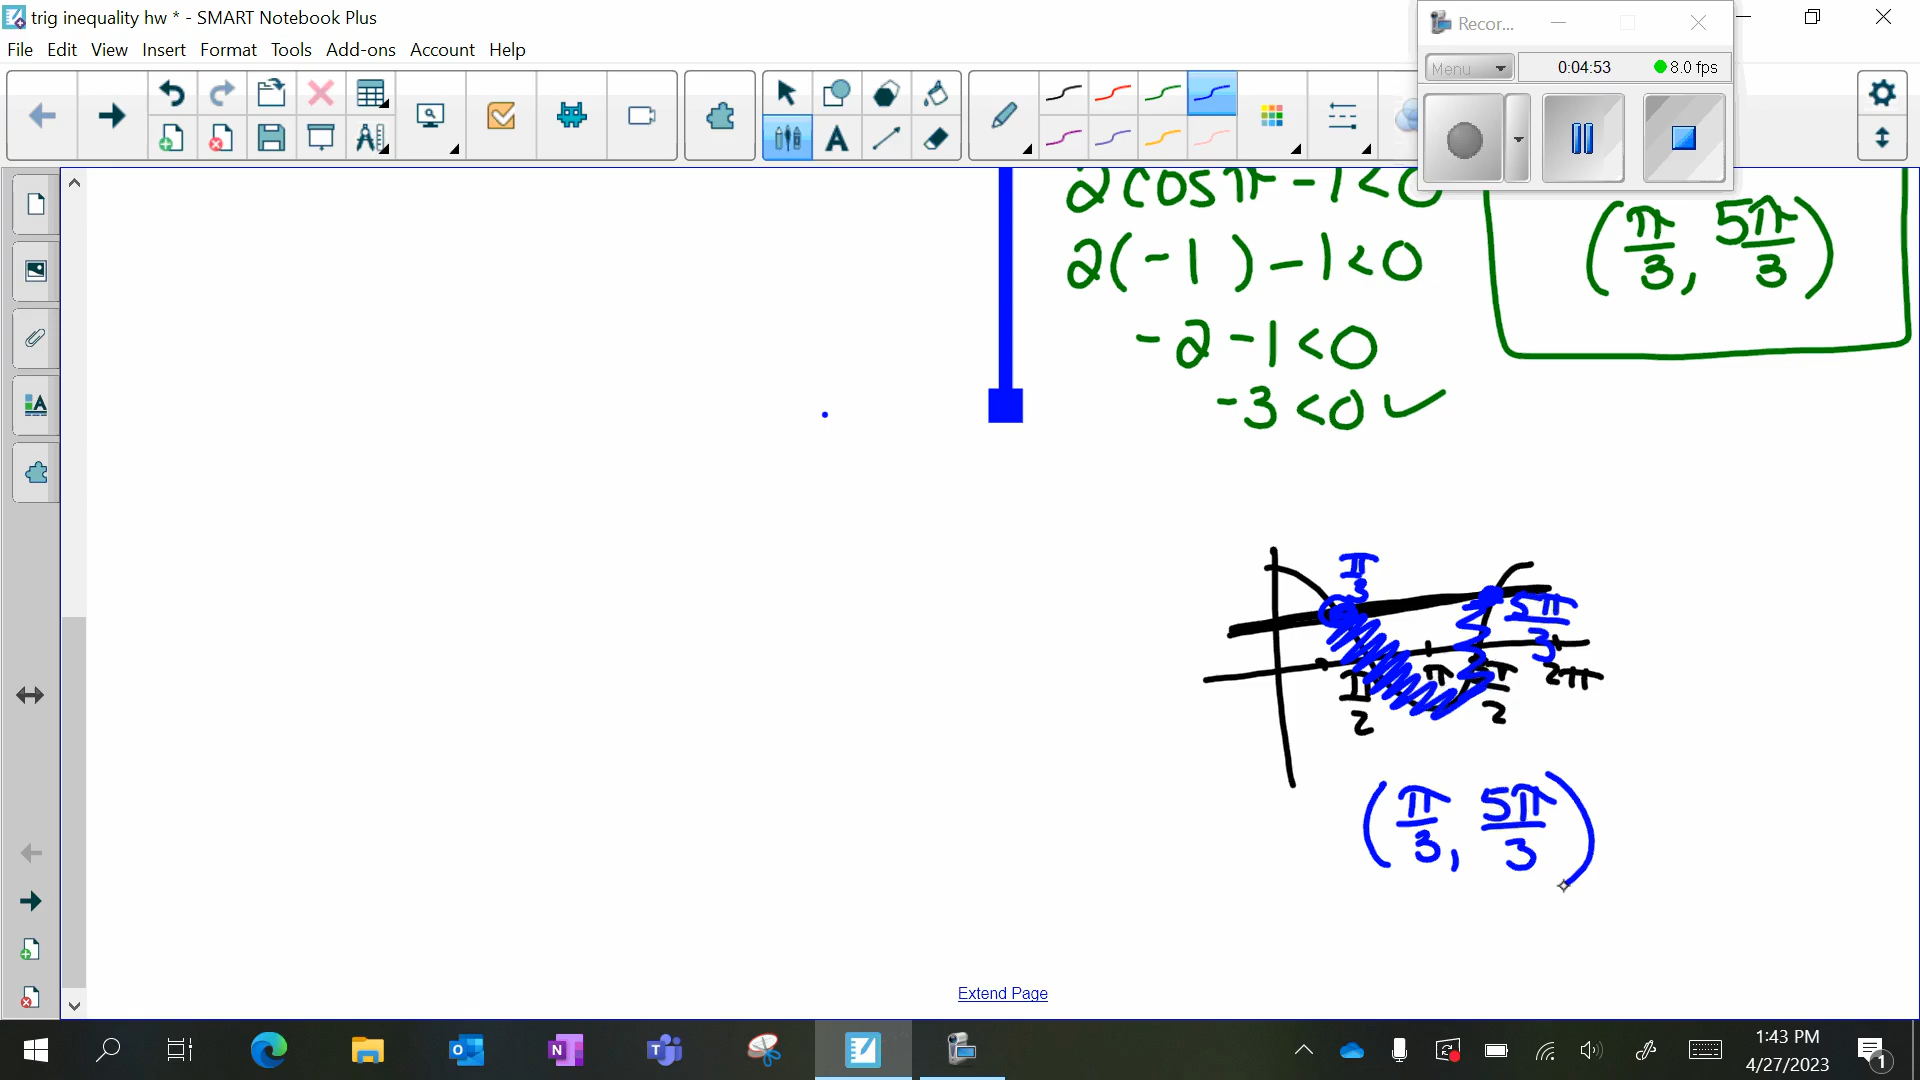 trig inequality hw * - SMART Notebook Plus
Recor...
File Edit View Insert Format Tools Add-ons Account Help
Menu 0:04:53 8.0 fps
2cosπ - 1 < 0
2(-1) - 1 < 0
-2 - 1 < 0
-3 < 0 ✓
(π/3, 5π/3)
π/3
5π/3
π/2 π π/2 2π
(π/3, 5π/3)
Extend Page
1:43 PM
4/27/2023
1